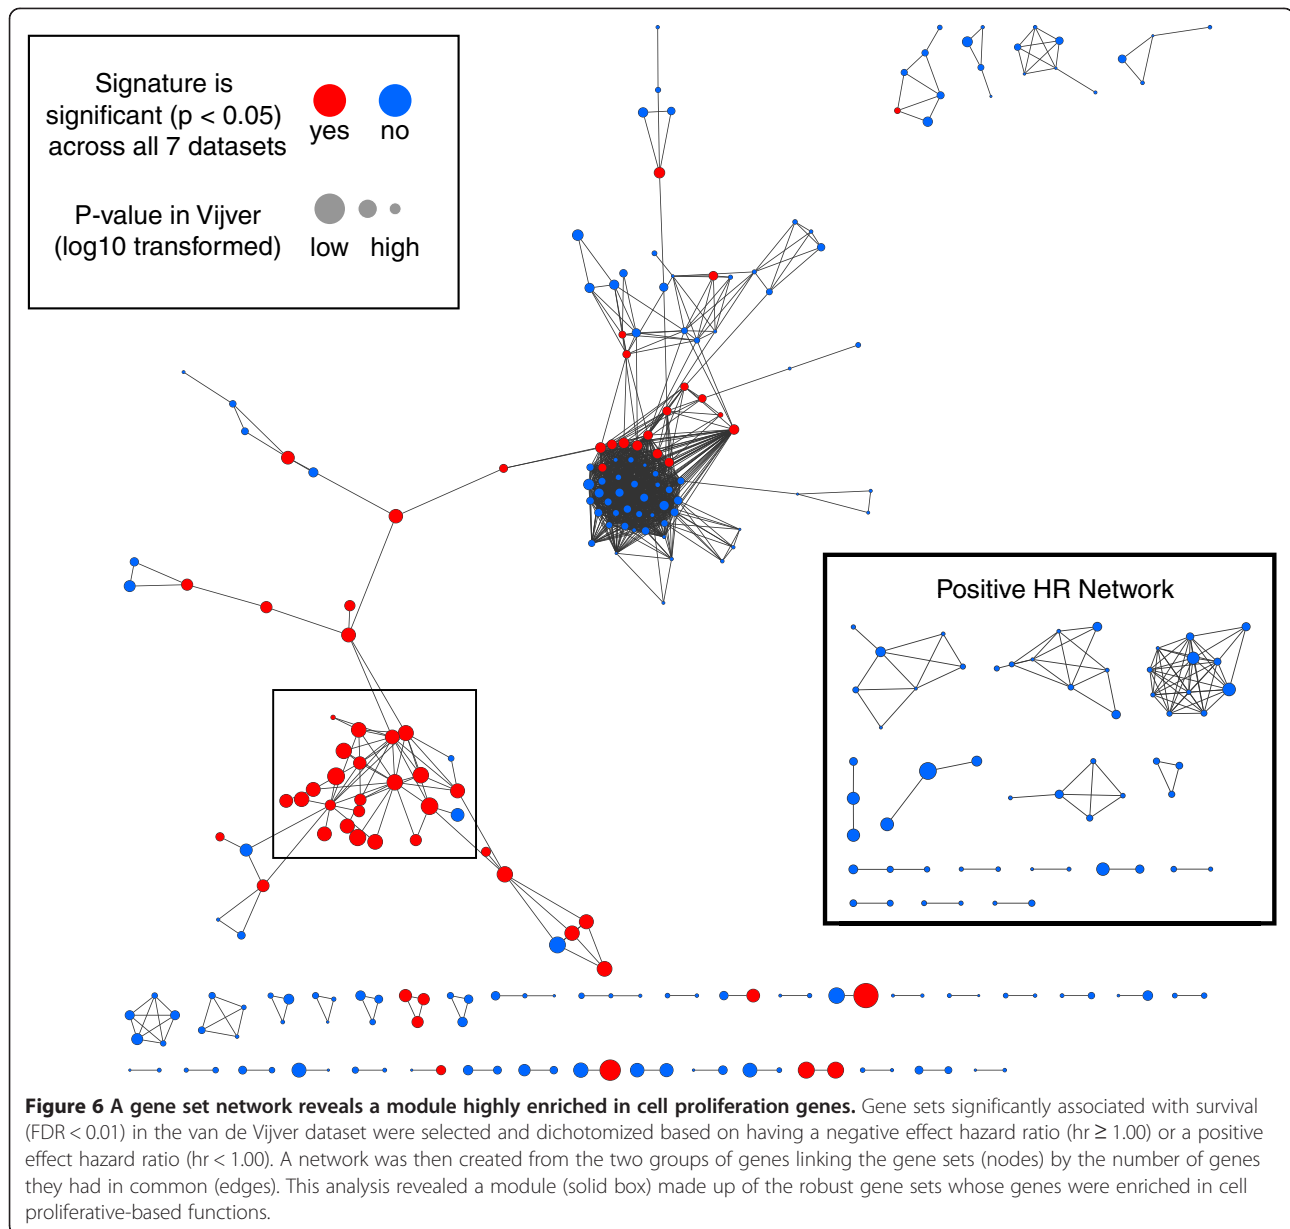 Signature is
significant (p < 0.05)
across all 7 datasets
yes no
P-value in Vijver
(log10 transformed)
low high
Positive HR Network
Figure 6 A gene set network reveals a module highly enriched in cell proliferation genes. Gene sets significantly associated with survival
(FDR < 0.01) in the van de Vijver dataset were selected and dichotomized based on having a negative effect hazard ratio (hr ≥ 1.00) or a positive
effect hazard ratio (hr < 1.00). A network was then created from the two groups of genes linking the gene sets (nodes) by the number of genes
they had in common (edges). This analysis revealed a module (solid box) made up of the robust gene sets whose genes were enriched in cell
proliferative-based functions.